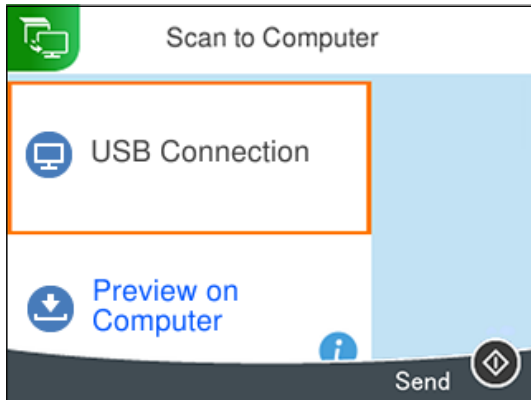 Scan to Computer
USB Connection
Preview on
Computer
i
Send